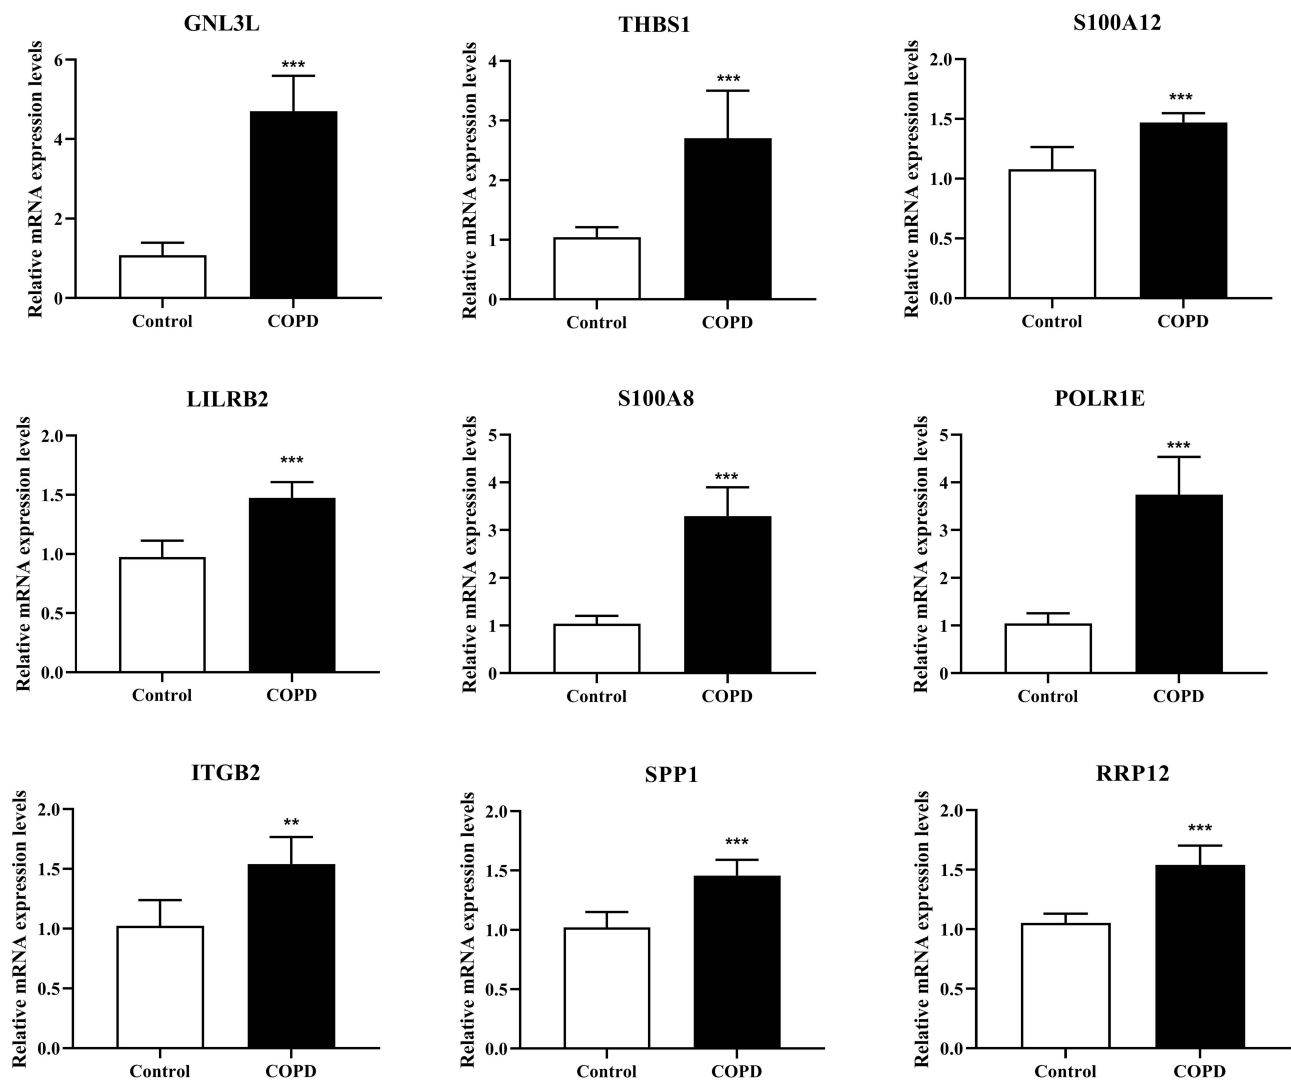 GNL3L
Relative mRNA expression levels
6
4
2
0
***
Control
COPD
THBS1
Relative mRNA expression levels
4
3
2
1
0
***
Control
COPD
S100A12
Relative mRNA expression levels
2.0
1.5
1.0
0.5
0.0
***
Control
COPD
LILRB2
Relative mRNA expression levels
2.0
1.5
1.0
0.5
0.0
***
Control
COPD
S100A8
Relative mRNA expression levels
5
4
3
2
1
0
***
Control
COPD
POLR1E
Relative mRNA expression levels
5
4
3
2
1
0
***
Control
COPD
ITGB2
Relative mRNA expression levels
2.0
1.5
1.0
0.5
0.0
**
Control
COPD
SPP1
Relative mRNA expression levels
2.0
1.5
1.0
0.5
0.0
***
Control
COPD
RRP12
Relative mRNA expression levels
2.0
1.5
1.0
0.5
0.0
***
Control
COPD